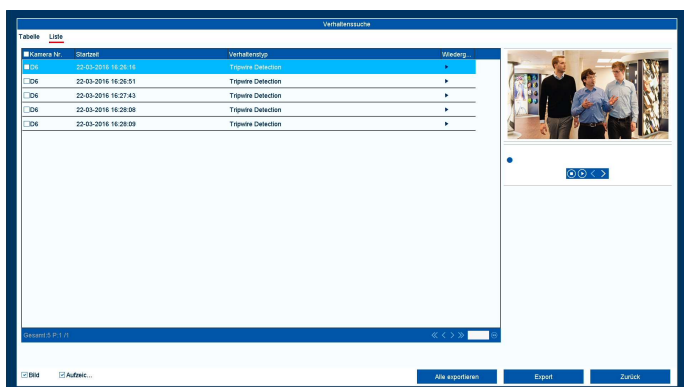 Verhaltenssuche
Tabelle Liste
Kamera Nr. Startzeit Verhaltenstyp Wiederg...
D6 22-03-2016 16:26:16 Tripwire Detection
D6 22-03-2016 16:26:51 Tripwire Detection
D6 22-03-2016 16:27:43 Tripwire Detection
D6 22-03-2016 16:28:08 Tripwire Detection
D6 22-03-2016 16:28:09 Tripwire Detection
Gesamt:5 P:1 /1
Bild Aufzeic... Alle exportieren Export Zurück